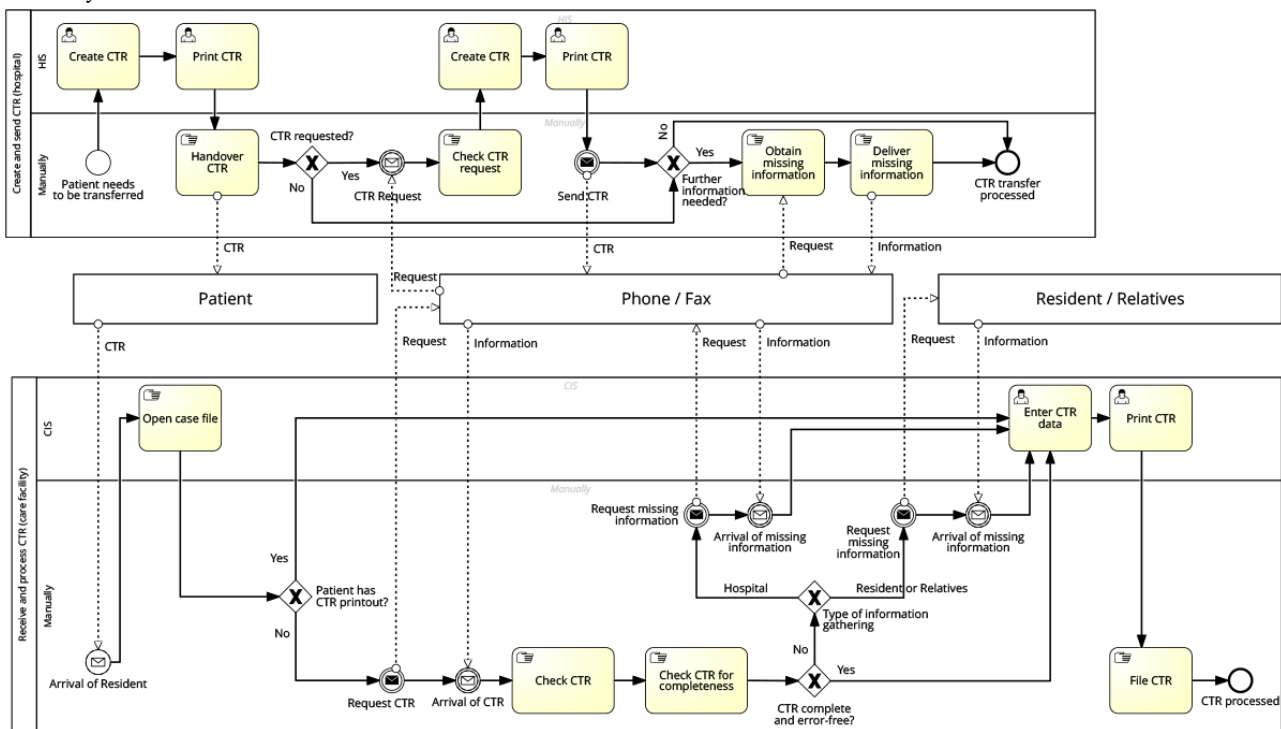 HIS
Create and send CTR (hospital)
HIS
Create CTR
Print CTR
Create CTR
Print CTR
Manually
Manually
CTR requested?
Handover
CTR
Yes
No
CTR Request
Check CTR
request
Send CTR
No
Yes
Further
information
needed?
Obtain
missing
information
Deliver
missing
information
CTR transfer
processed
Patient needs
to be transferred
CTR
Request
CTR
Request
Information
Patient
Phone / Fax
Resident / Relatives
CTR
Request
Information
Request
Information
Request
Information
Receive and process CTR (care facility)
CIS
CIS
Open case file
Enter CTR
data
Print CTR
Manually
Manually
Request missing
information
Arrival of missing
information
Request
missing
information
Arrival of missing
information
Yes
Patient has
CTR printout?
No
Hospital
Resident or Relatives
Type of information
gathering
No
Yes
Arrival of Resident
Request CTR
Arrival of CTR
Check CTR
Check CTR for
completeness
CTR complete
and error-free?
File CTR
CTR processed